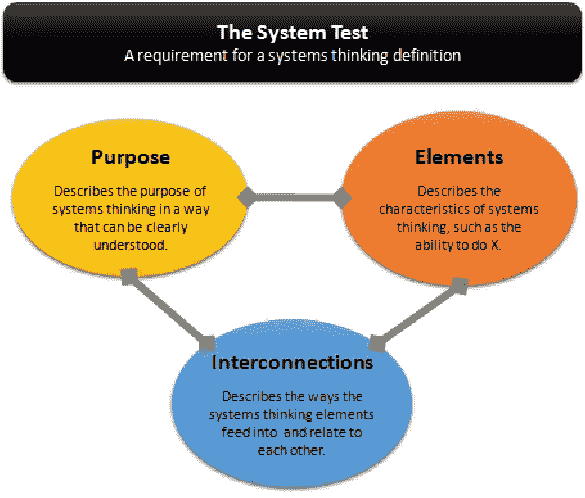 The System Test
A requirement for a systems thinking definition
Purpose
Describes the purpose of
systems thinking in a way
that can be clearly
understood.
Elements
Describes the
characteristics of systems
thinking, such as the
ability to do X.
Interconnections
Describes the ways the
systems thinking elements
feed into and relate to
each other.